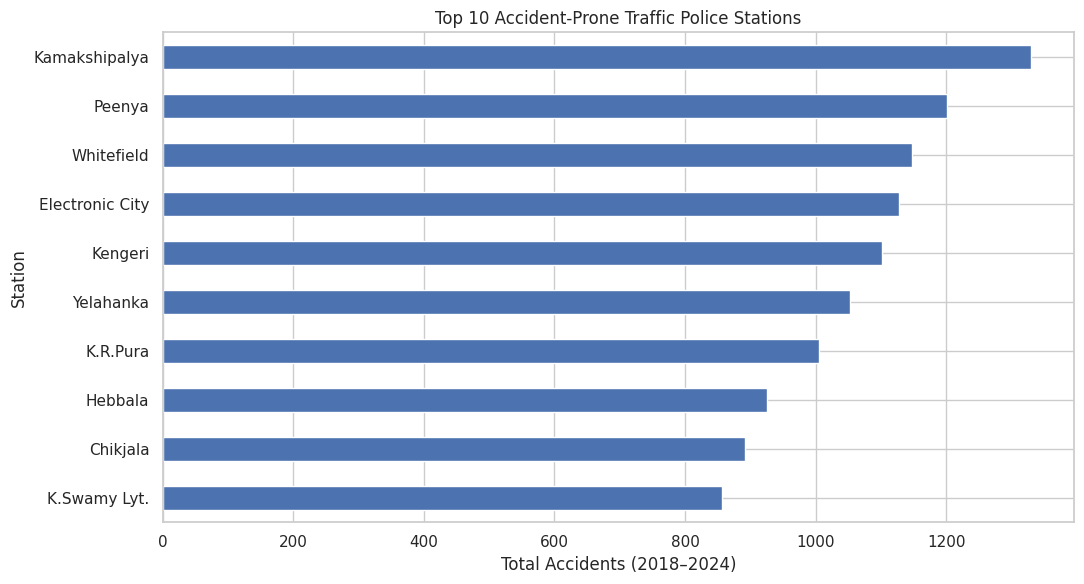 Top 10 Accident-Prone Traffic Police Stations
Station
Kamakshipalya
Peenya
Whitefield
Electronic City
Kengeri
Yelahanka
K.R.Pura
Hebbala
Chikjala
K.Swamy Lyt.
0 200 400 600 800 1000 1200
Total Accidents (2018–2024)